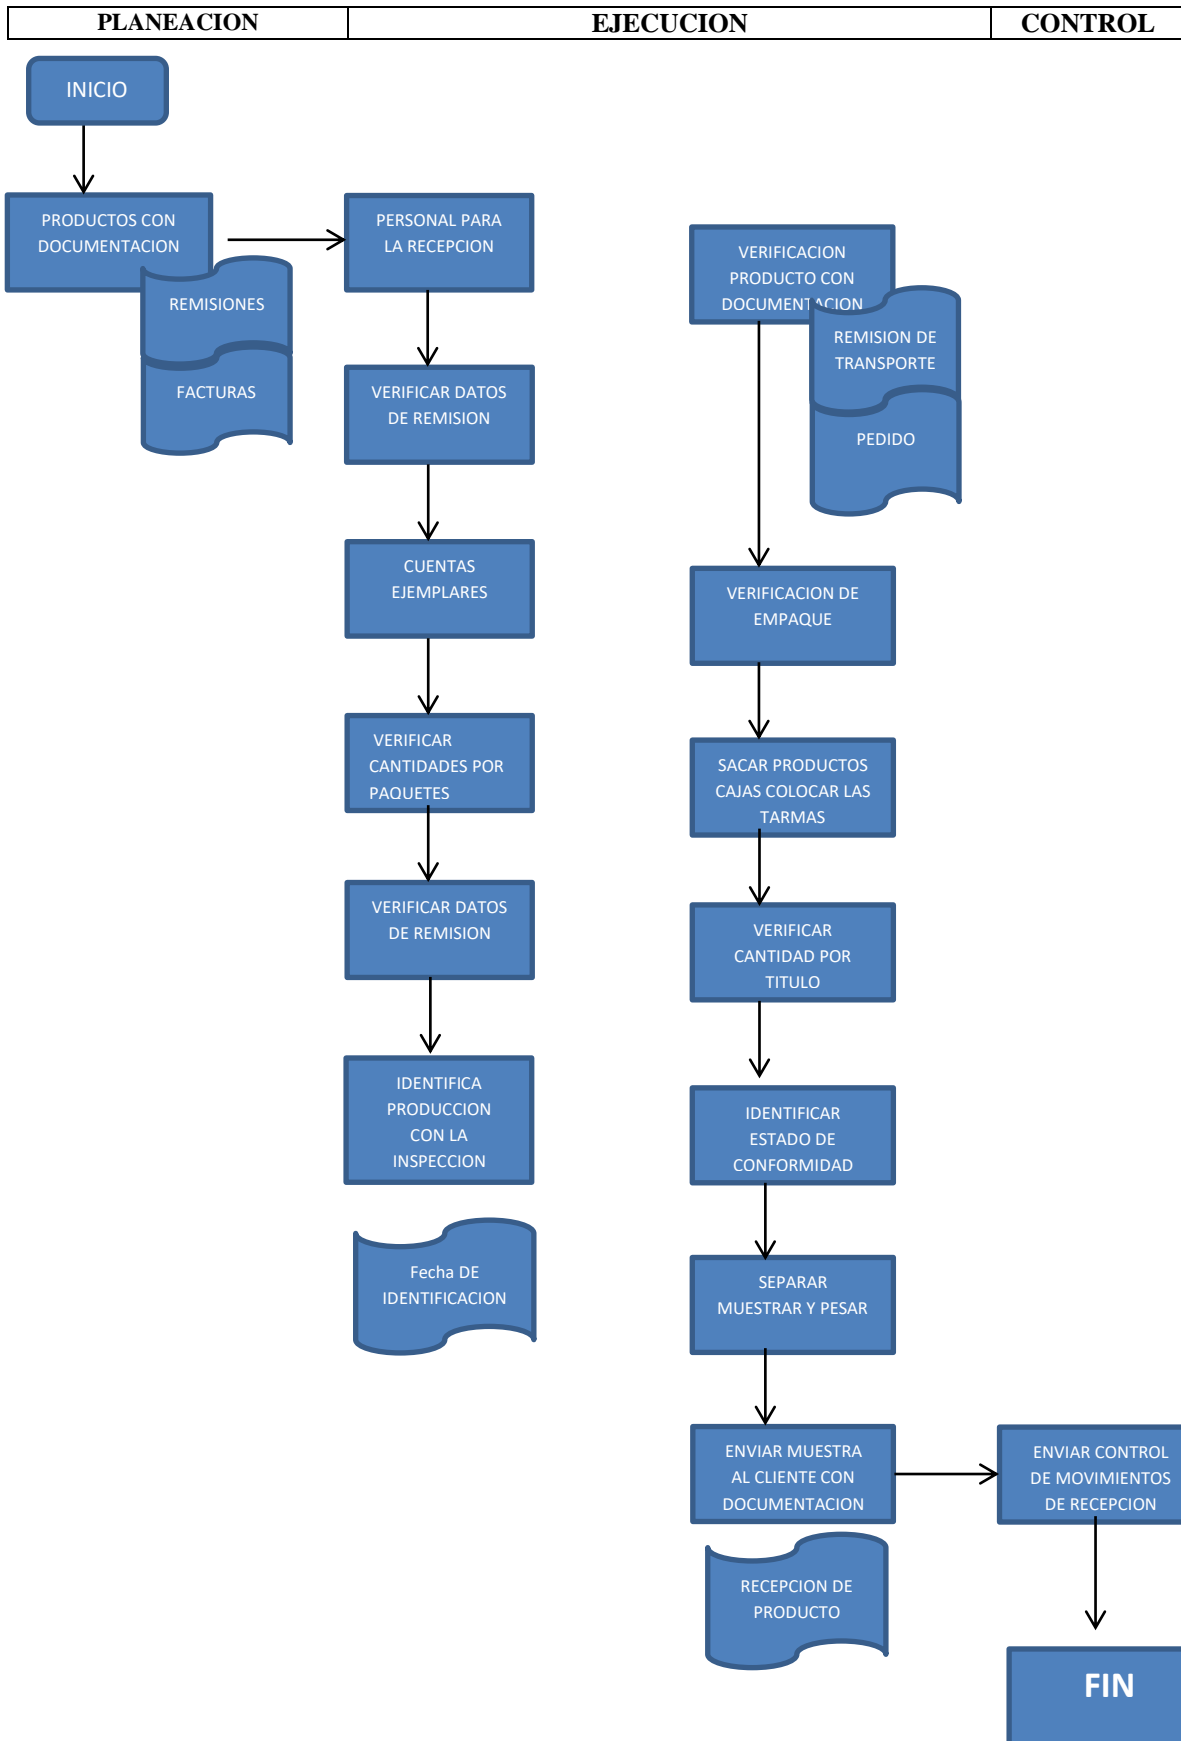 PLANEACION
EJECUCION
CONTROL
INICIO
PRODUCTOS CON
DOCUMENTACION
REMISIONES
FACTURAS
PERSONAL PARA
LA RECEPCION
VERIFICAR DATOS
DE REMISION
CUENTAS
EJEMPLARES
VERIFICAR
CANTIDADES POR
PAQUETES
VERIFICAR DATOS
DE REMISION
IDENTIFICA
PRODUCCION
CON LA
INSPECCION
Fecha DE
IDENTIFICACION
VERIFICACION
PRODUCTO CON
DOCUMENTACION
REMISION DE
TRANSPORTE
PEDIDO
VERIFICACION DE
EMPAQUE
SACAR PRODUCTOS
CAJAS COLOCAR LAS
TARMAS
VERIFICAR
CANTIDAD POR
TITULO
IDENTIFICAR
ESTADO DE
CONFORMIDAD
SEPARAR
MUESTRAR Y PESAR
ENVIAR MUESTRA
AL CLIENTE CON
DOCUMENTACION
RECEPCION DE
PRODUCTO
ENVIAR CONTROL
DE MOVIMIENTOS
DE RECEPCION
FIN